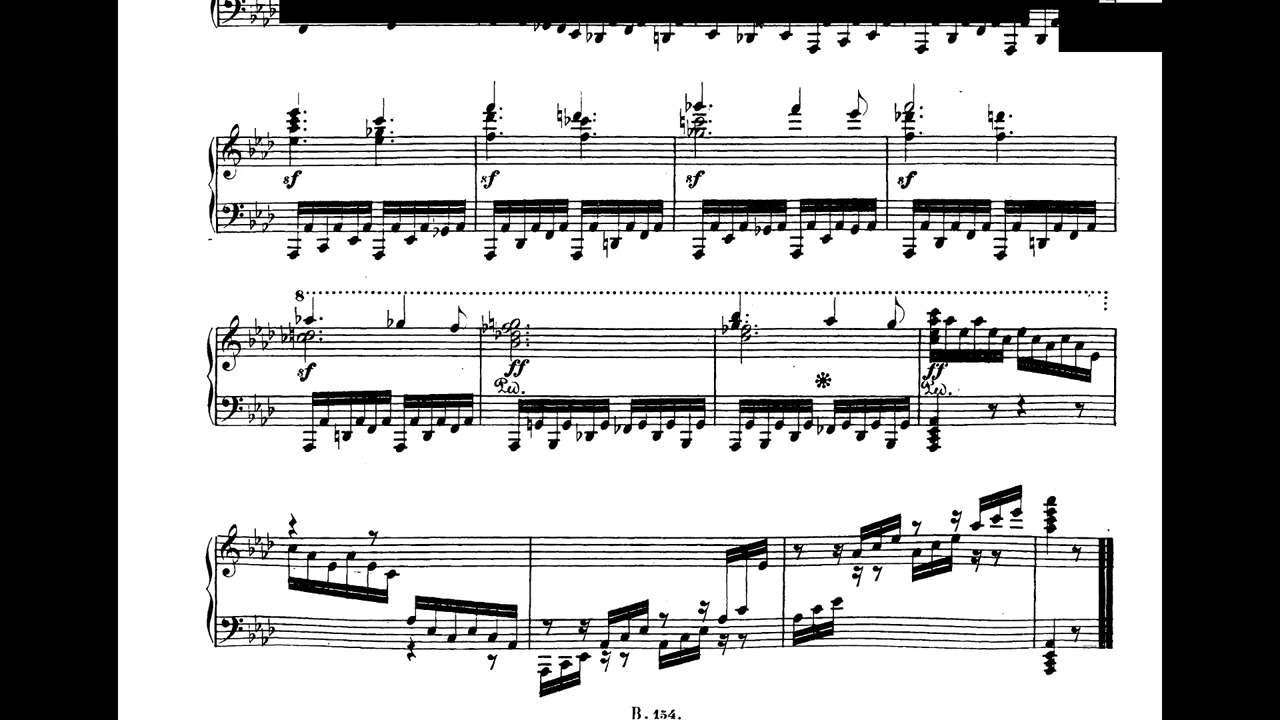 sf sf sf sf
8
sf ff ff
Ped. Ped.
B. 154.